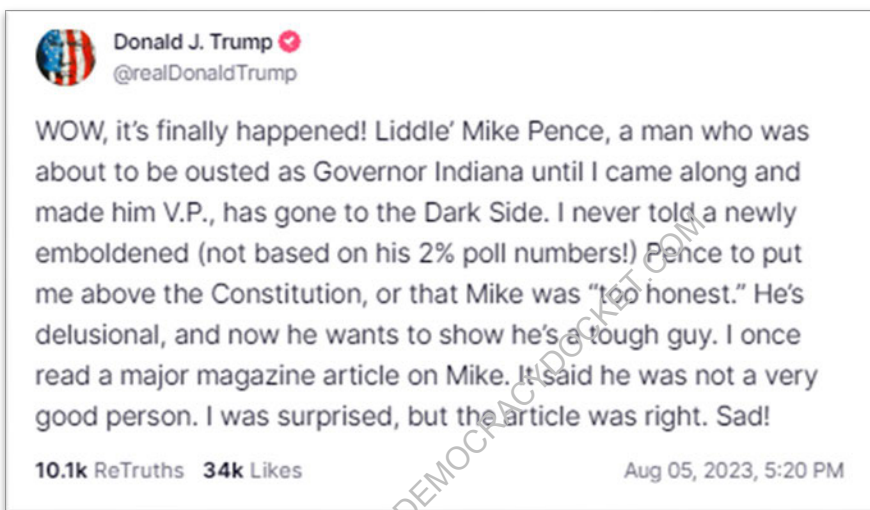 Donald J. Trump
@realDonaldTrump
WOW, it's finally happened! Liddle' Mike Pence, a man who was
about to be ousted as Governor Indiana until I came along and
made him V.P., has gone to the Dark Side. I never told a newly
emboldened (not based on his 2% poll numbers!) Pence to put
me above the Constitution, or that Mike was “too honest.” He's
delusional, and now he wants to show he's a tough guy. I once
read a major magazine article on Mike. It said he was not a very
good person. I was surprised, but the article was right. Sad!
10.1k ReTruths 34k Likes Aug 05, 2023, 5:20 PM
DEMOCRACYDOCKET.COM